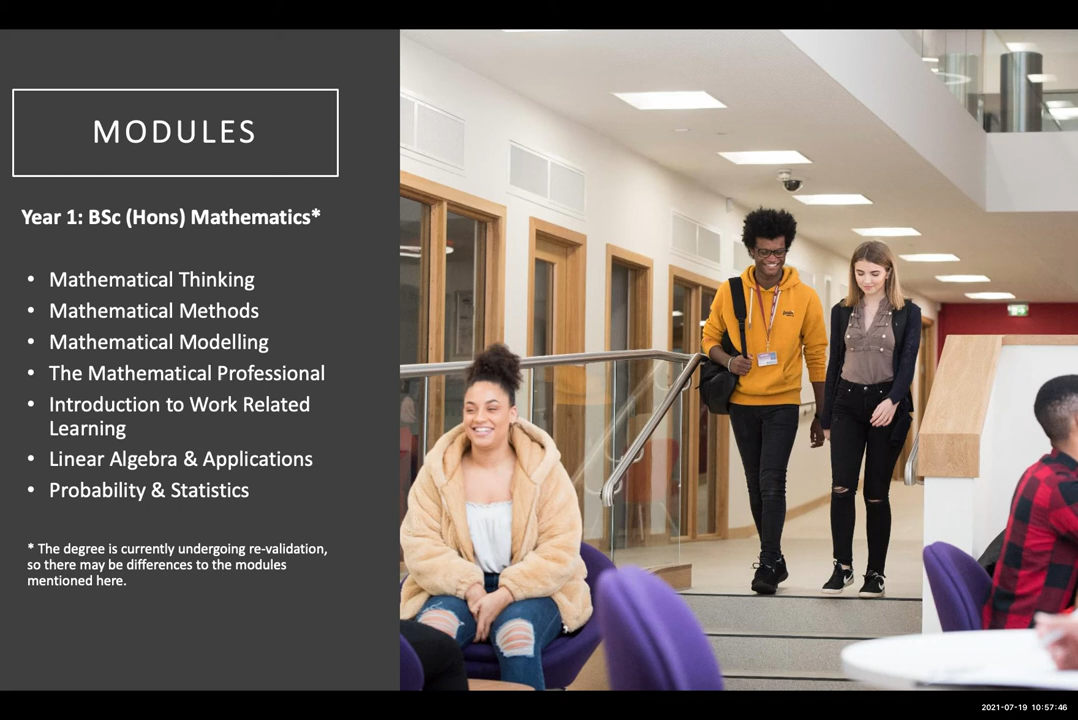 MODULES
Year 1: BSc (Hons) Mathematics*
• Mathematical Thinking
• Mathematical Methods
• Mathematical Modelling
• The Mathematical Professional
• Introduction to Work Related
Learning
• Linear Algebra & Applications
• Probability & Statistics
* The degree is currently undergoing re-validation,
so there may be differences to the modules
mentioned here.
2021-07-19 10:57:46